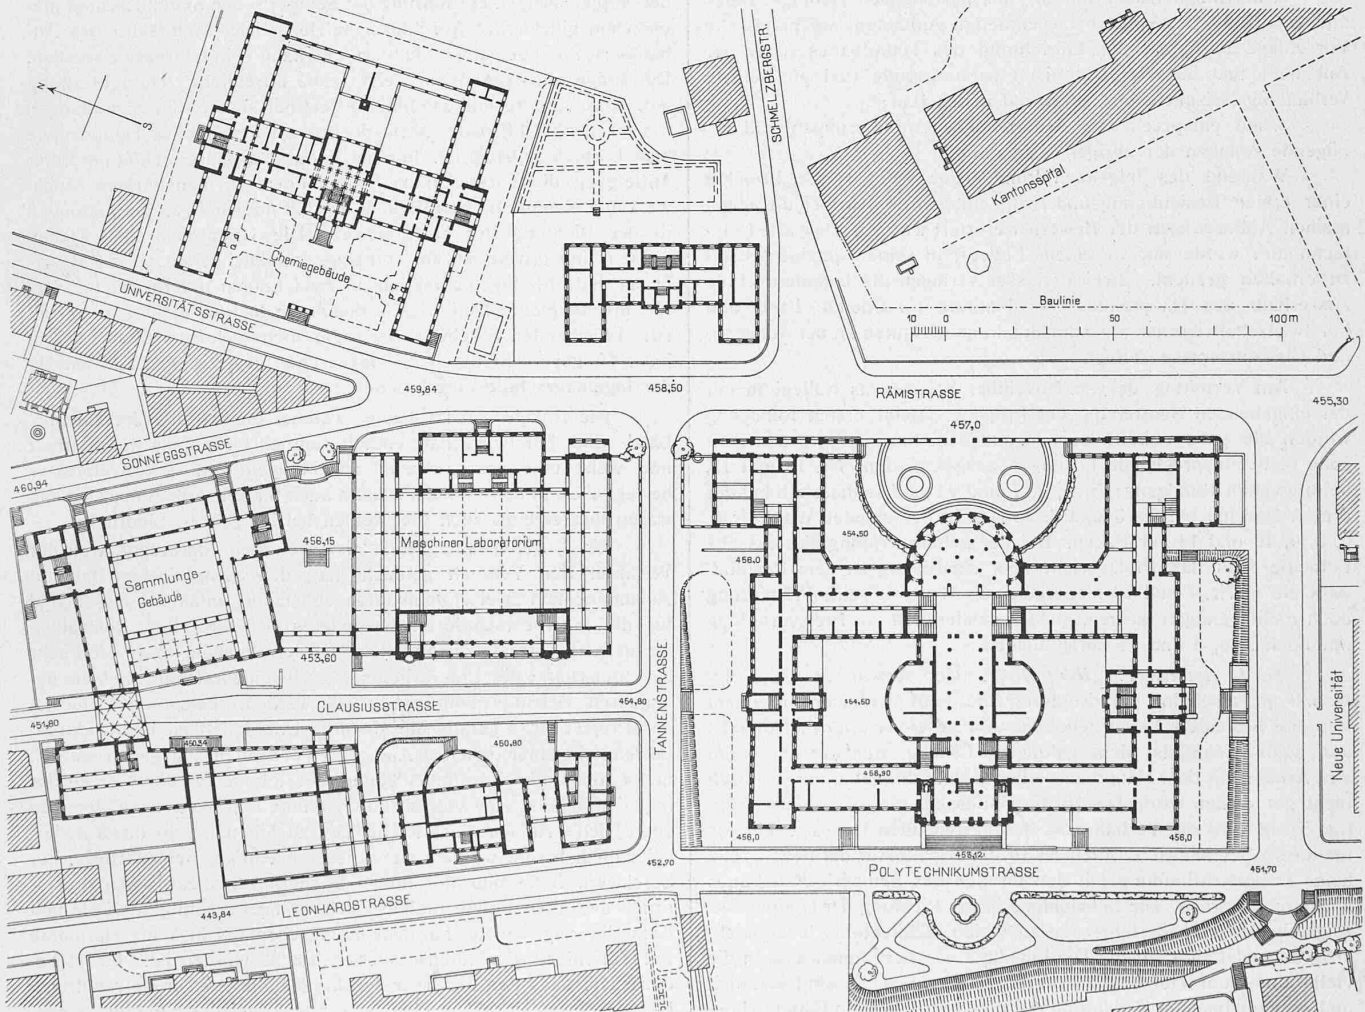 S
SCHMELZBERGSTR.
Kantonsspital
Chemiegebäude
UNIVERSITÄTSSTRASSE
Baulinie
10 0 50 100m
459,84
458,50
RÄMISTRASSE
455,30
457,0
SONNEGGSTRASSE
460,94
456,15
Maschinen Laboratorium
454,50
456,0
Sammlungs-
Gebäude
453,60
TANNENSTRASSE
Neue Universität
CLAUSIUSSTRASSE
454,80
454,50
451,80
450,34
450,80
458,90
456,0
456,0
453,12
452,70
POLYTECHNIKUMSTRASSE
451,70
443,84
LEONHARDSTRASSE